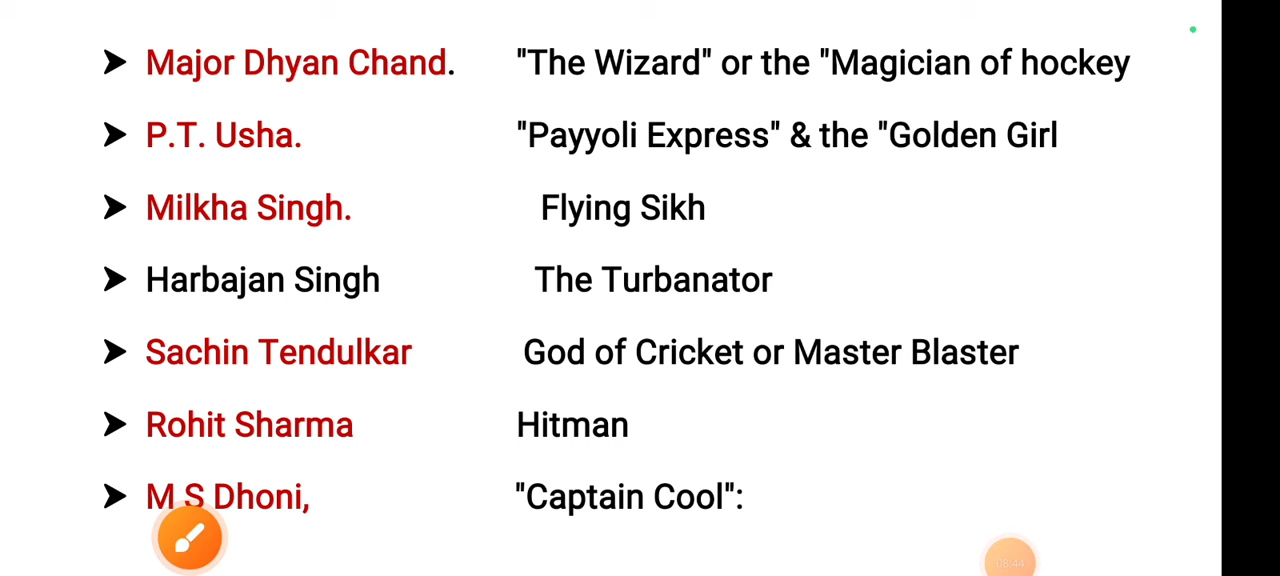 ➤ Major Dhyan Chand. "The Wizard" or the "Magician of hockey
➤ P.T. Usha. "Payyoli Express" & the "Golden Girl
➤ Milkha Singh. Flying Sikh
➤ Harbajan Singh The Turbanator
➤ Sachin Tendulkar God of Cricket or Master Blaster
➤ Rohit Sharma Hitman
➤ M S Dhoni, "Captain Cool":
08:44